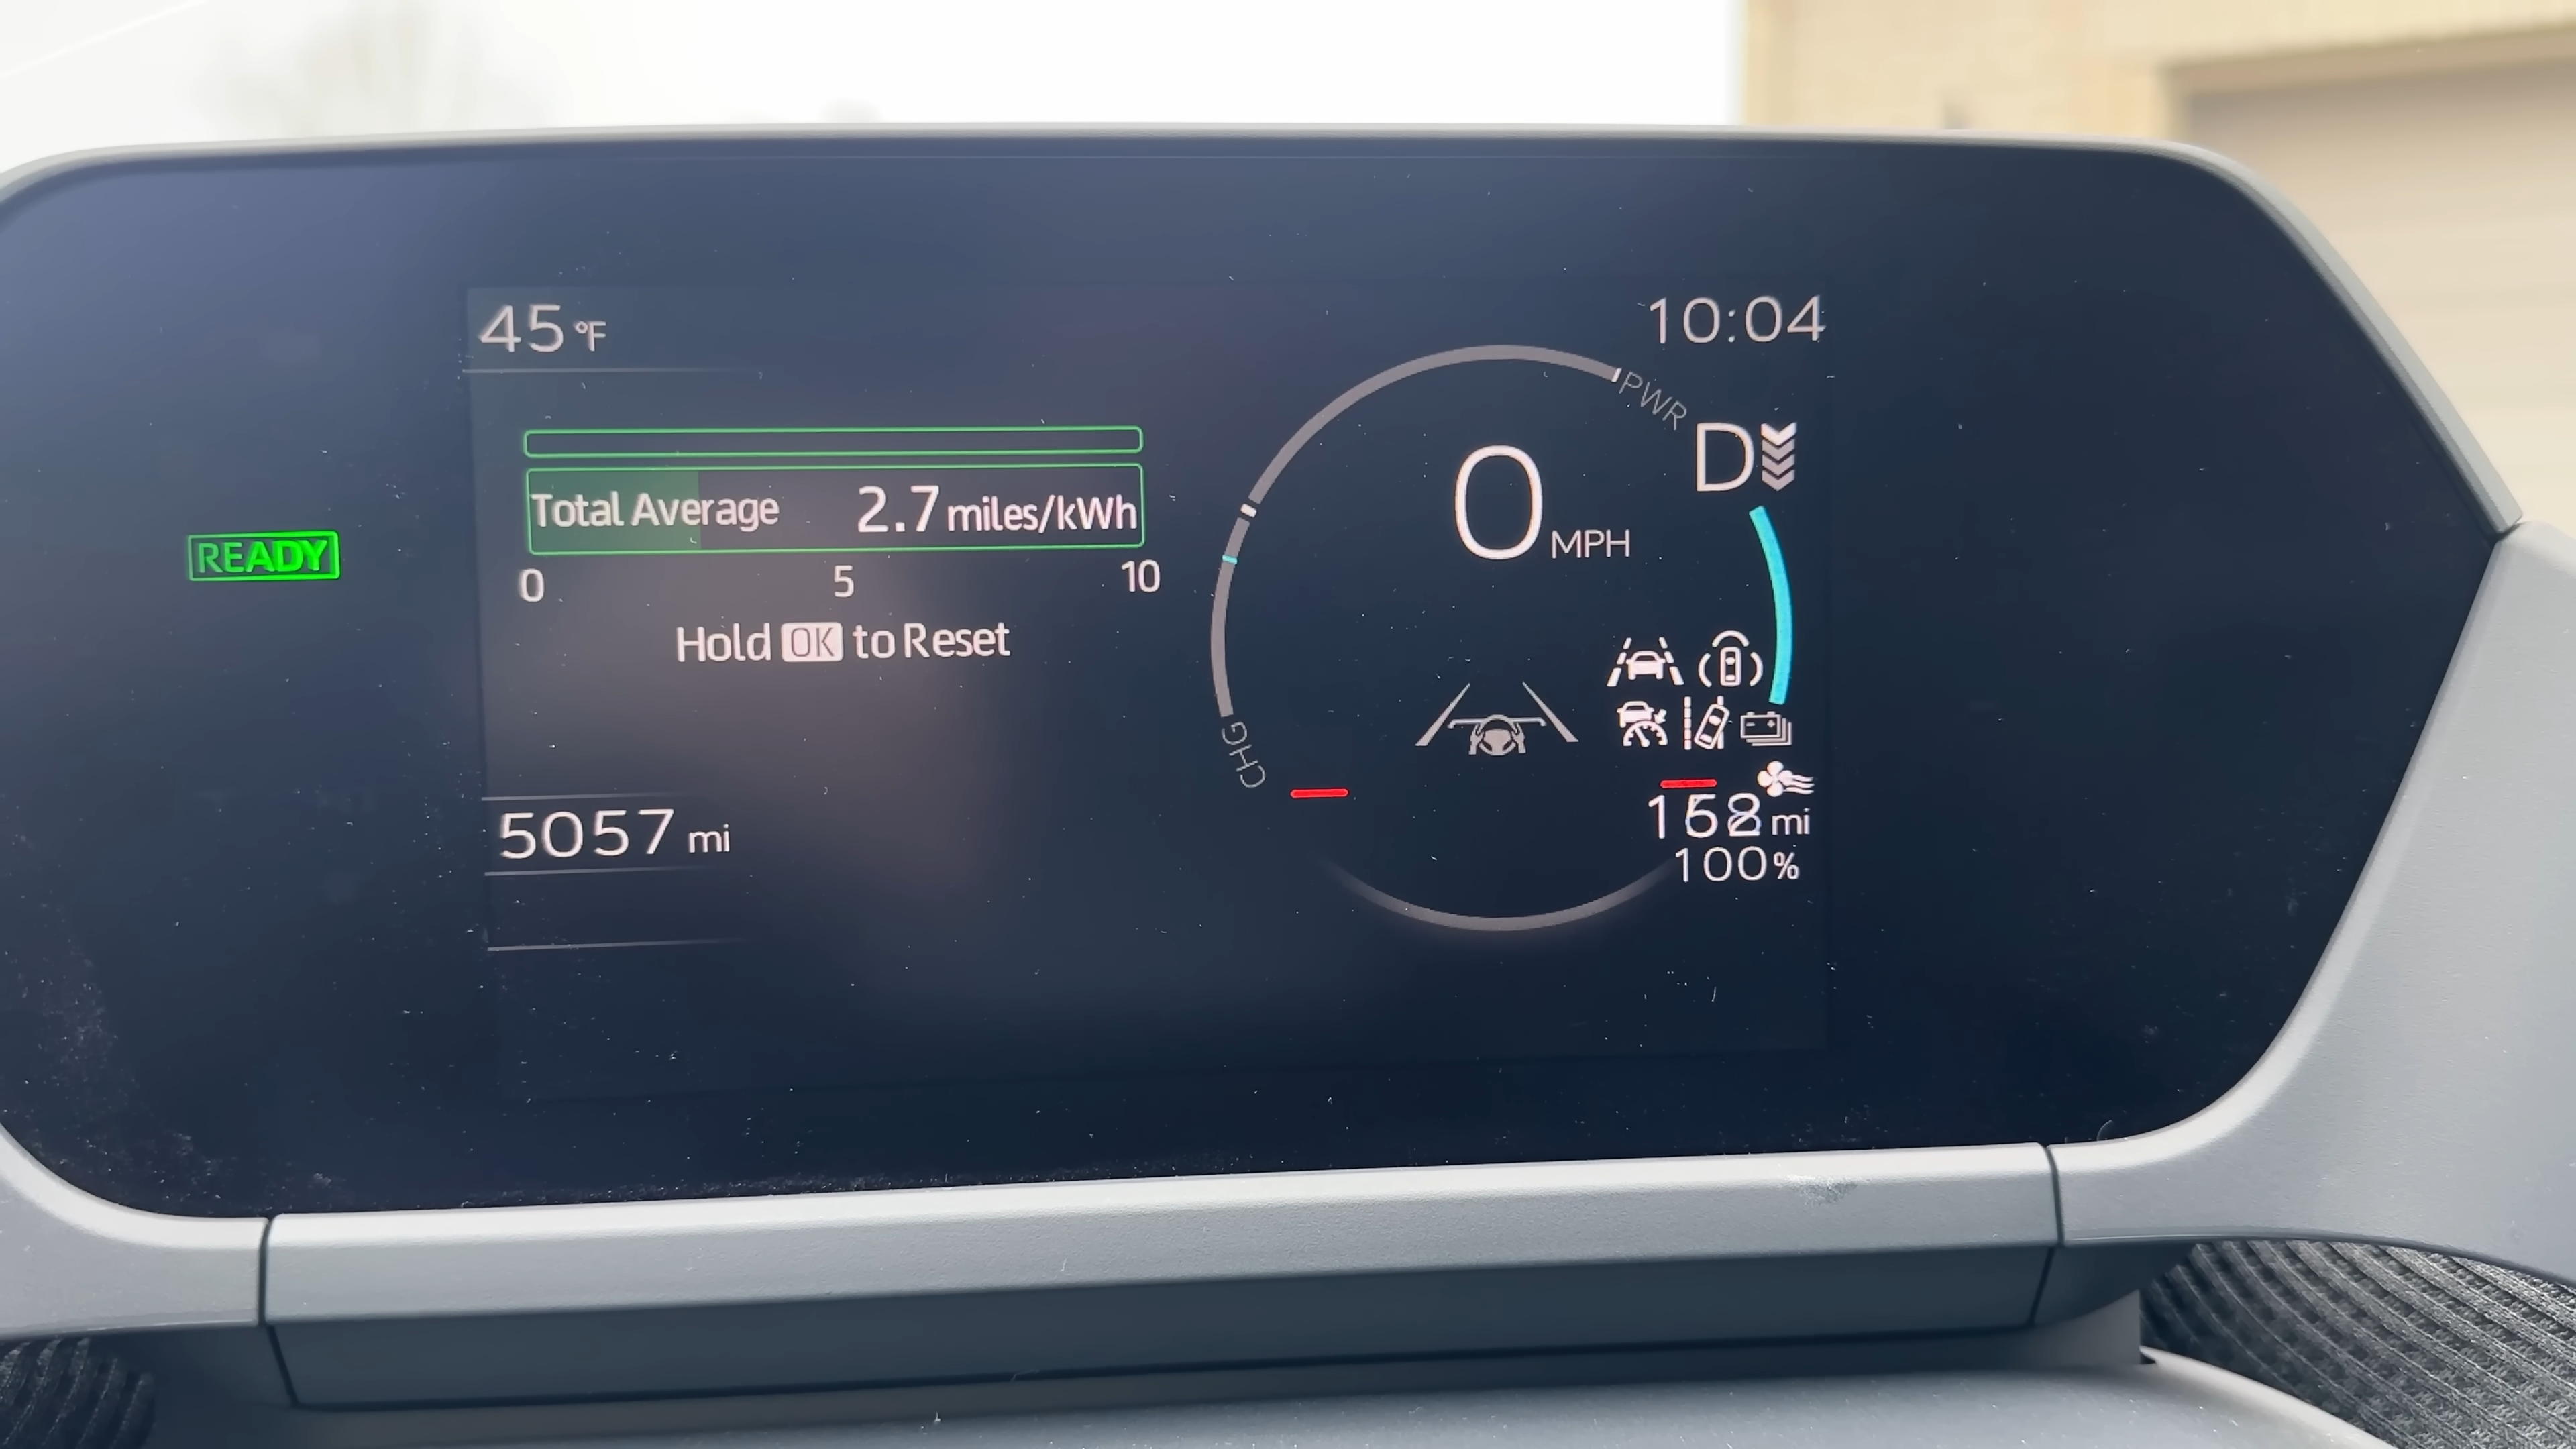 45 °F
10:04
PWR
D
Total Average 2.7 miles/kWh
0 MPH
READY
0 5 10
Hold OK to Reset
CHG
5057 mi
mi
100%